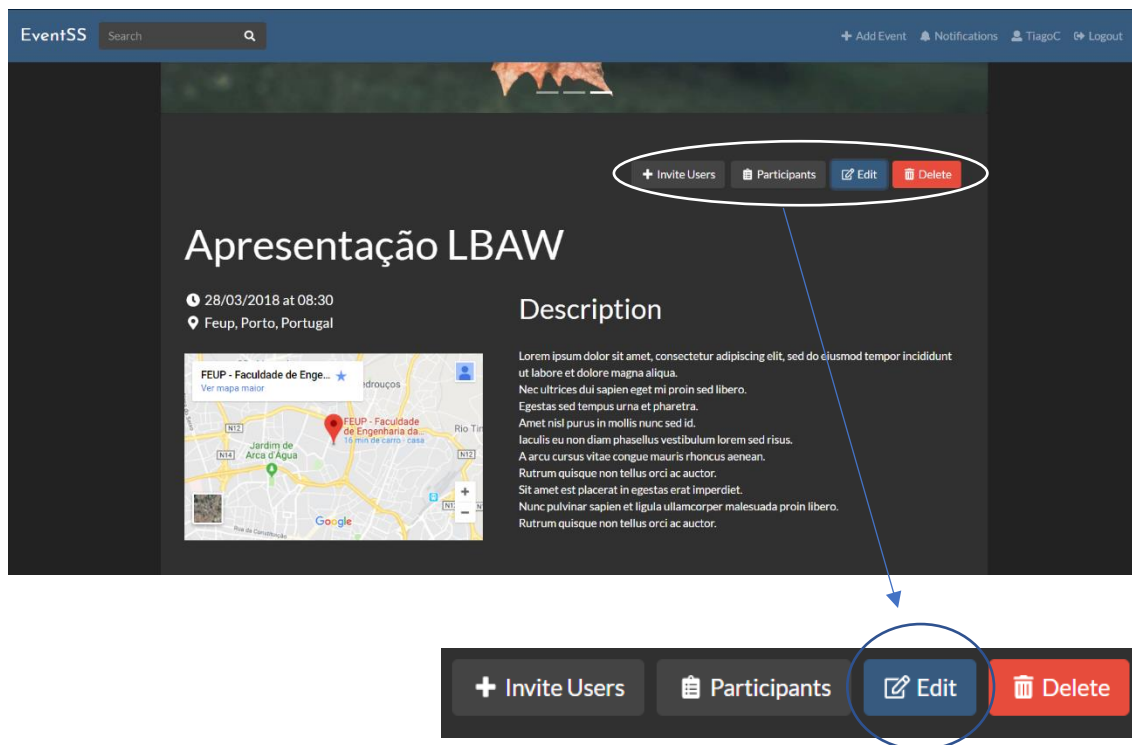 EventSS Search Add Event Notifications TiagoC Logout
Invite Users Participants Edit Delete
Apresentação LBAW
28/03/2018 at 08:30
Feup, Porto, Portugal
FEUP - Faculdade de Enge...
Ver mapa maior
edrouços
N12
FEUP - Faculdade
de Engenharia da...
16 min de carro - casa
Rio Tin
Jardim de
Arca d'Água
N14
N12
N12
Google
Rua da Constituição
Description
Lorem ipsum dolor sit amet, consectetur adipiscing elit, sed do eiusmod tempor incididunt
ut labore et dolore magna aliqua.
Nec ultrices dui sapien eget mi proin sed libero.
Egestas sed tempus urna et pharetra.
Amet nisl purus in mollis nunc sed id.
Iaculis eu non diam phasellus vestibulum lorem sed risus.
A arcu cursus vitae congue mauris rhoncus aenean.
Rutrum quisque non tellus orci ac auctor.
Sit amet est placerat in egestas erat imperdiet.
Nunc pulvinar sapien et ligula ullamcorper malesuada proin libero.
Rutrum quisque non tellus orci ac auctor.
Invite Users Participants Edit Delete